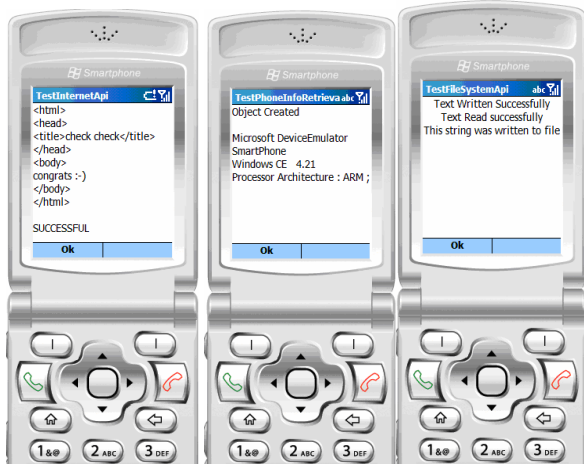 Smartphone
TestInternetApi
<html>
<head>
<title>check check</title>
</head>
<body>
congrats :-)
</body>
</html>
SUCCESSFUL
Ok
1 &@
2 ABC
3 DEF
Smartphone
TestPhoneInfoRetrieva abc
Object Created
Microsoft DeviceEmulator
SmartPhone
Windows CE 4.21
Processor Architecture : ARM ;
Ok
1 &@
2 ABC
3 DEF
Smartphone
TestFileSystemApi abc
Text Written Successfully
Text Read successfully
This string was written to file
Ok
1 &@
2 ABC
3 DEF